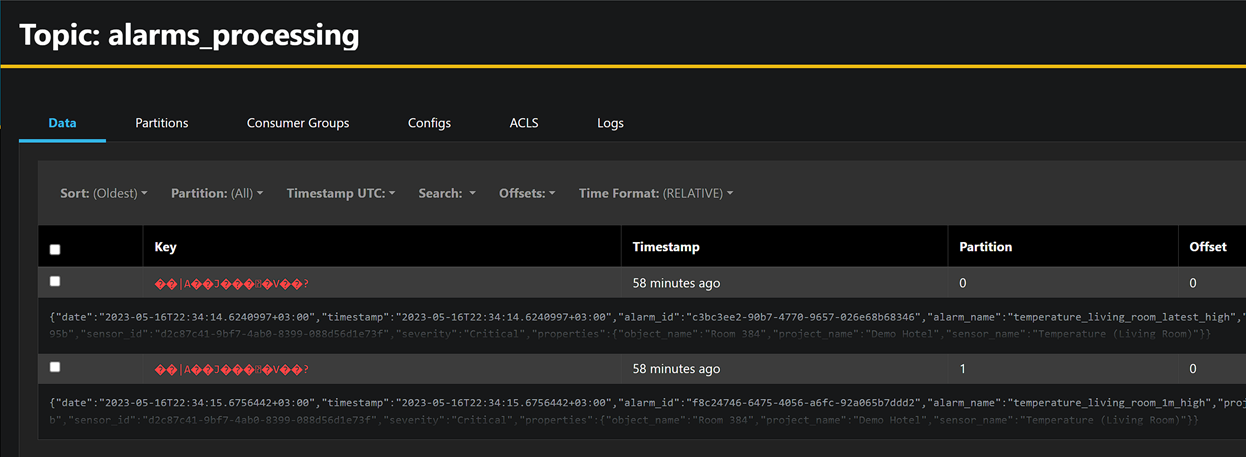 Topic: alarms_processing
Data Partitions Consumer Groups Configs ACLS Logs
Sort: (Oldest) Partition: (All) Timestamp UTC: Search: Offsets: Time Format: (RELATIVE)
Key Timestamp Partition Offset
��|A��J���⍰�V��? 58 minutes ago 0 0
{"date":"2023-05-16T22:34:14.6240997+03:00","timestamp":"2023-05-16T22:34:14.6240997+03:00","alarm_id":"c3bc3ee2-90b7-4770-9657-026e68b68346","alarm_name":"temperature_living_room_latest_high","
95b","sensor_id":"d2c87c41-9bf7-4ab0-8399-088d56d1e73f","severity":"Critical","properties":{"object_name":"Room 384","project_name":"Demo Hotel","sensor_name":"Temperature (Living Room)"}}
��|A��J���⍰�V��? 58 minutes ago 1 0
{"date":"2023-05-16T22:34:15.6756442+03:00","timestamp":"2023-05-16T22:34:15.6756442+03:00","alarm_id":"f8c24746-6475-4056-a6fc-92a065b7ddd2","alarm_name":"temperature_living_room_1m_high","proj
b","sensor_id":"d2c87c41-9bf7-4ab0-8399-088d56d1e73f","severity":"Critical","properties":{"object_name":"Room 384","project_name":"Demo Hotel","sensor_name":"Temperature (Living Room)"}}